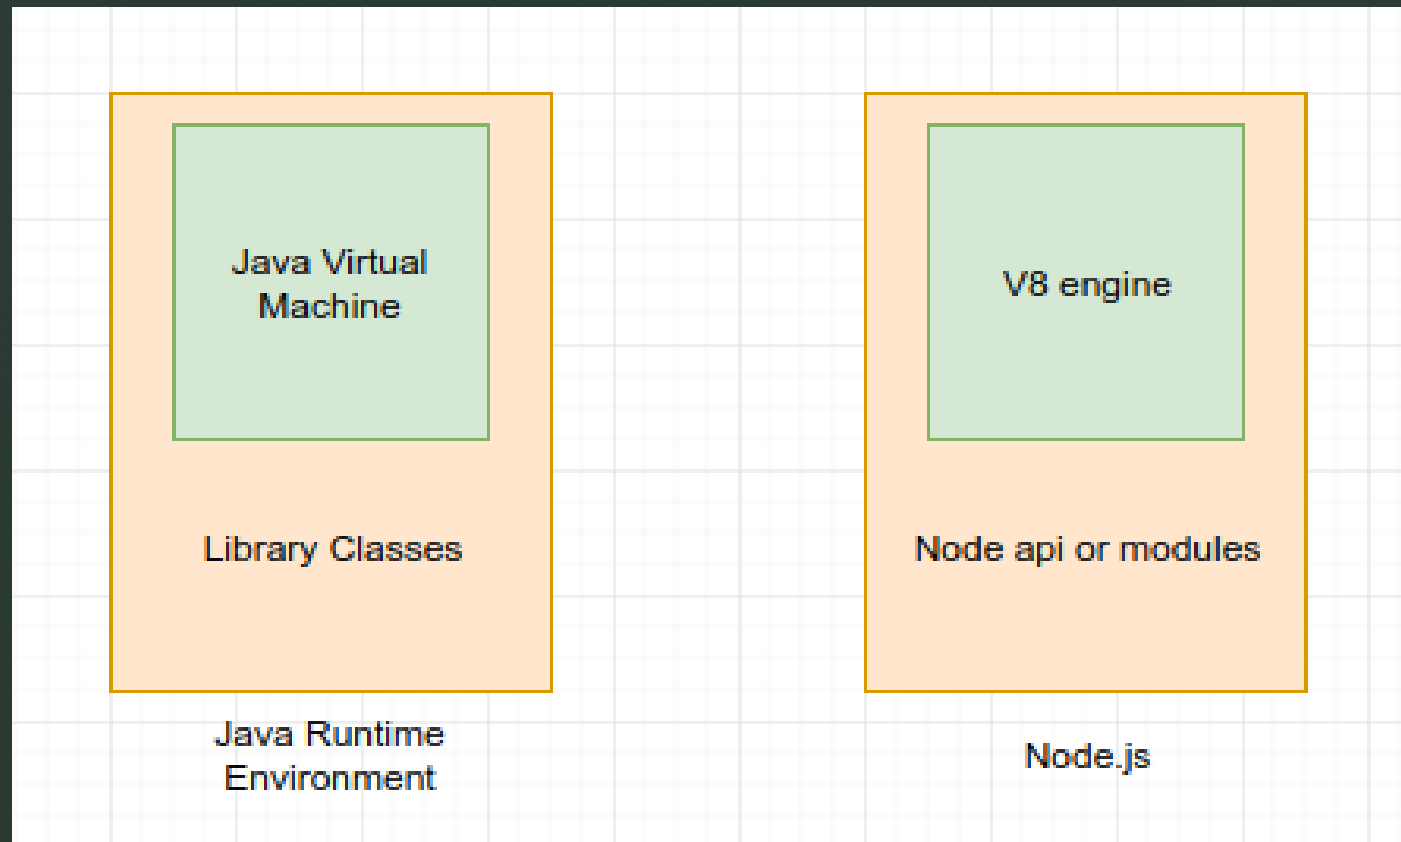 Java Virtual
Machine
Library Classes
Java Runtime
Environment
V8 engine
Node api or modules
Node.js